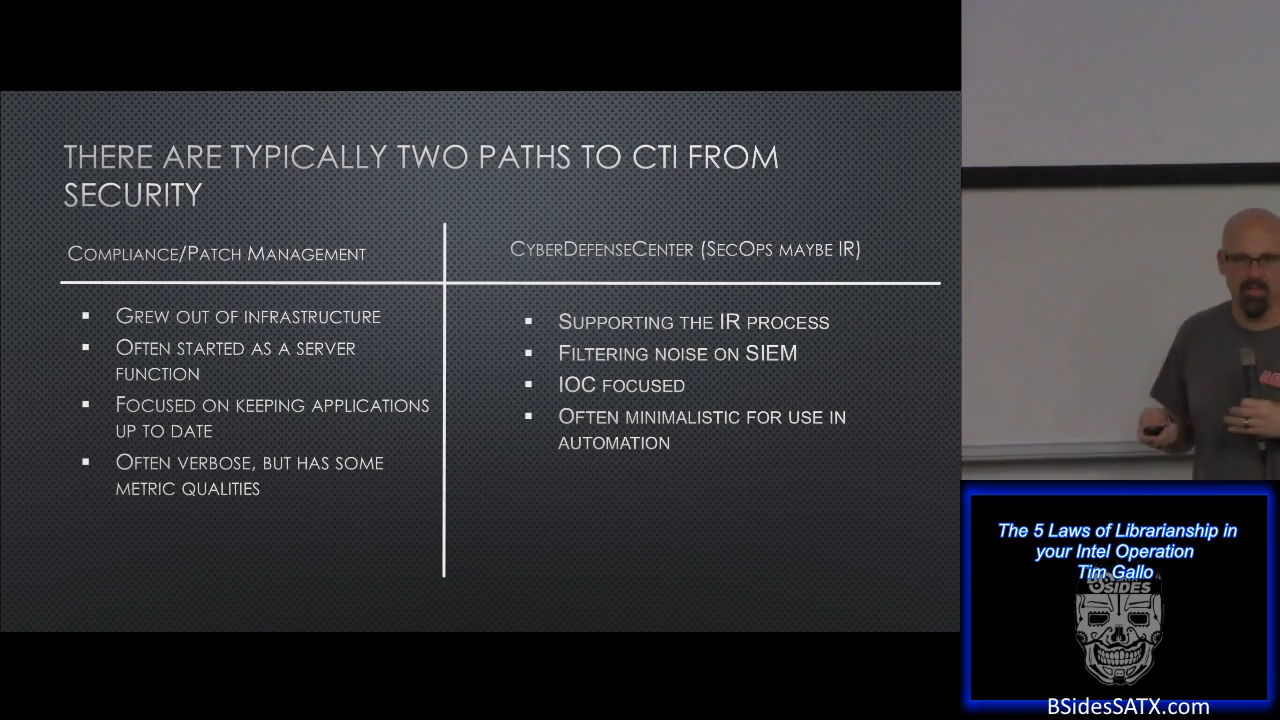 THERE ARE TYPICALLY TWO PATHS TO CTI FROM
SECURITY
COMPLIANCE/PATCH MANAGEMENT
GREW OUT OF INFRASTRUCTURE
OFTEN STARTED AS A SERVER
FUNCTION
FOCUSED ON KEEPING APPLICATIONS
UP TO DATE
OFTEN VERBOSE, BUT HAS SOME
METRIC QUALITIES
CYBERDEFENSECENTER (SECOPS MAYBE IR)
SUPPORTING THE IR PROCESS
FILTERING NOISE ON SIEM
IOC FOCUSED
OFTEN MINIMALISTIC FOR USE IN
AUTOMATION
The 5 Laws of Librarianship in
your Intel Operation
Tim Gallo
BSIDES
BSidesSATX.com